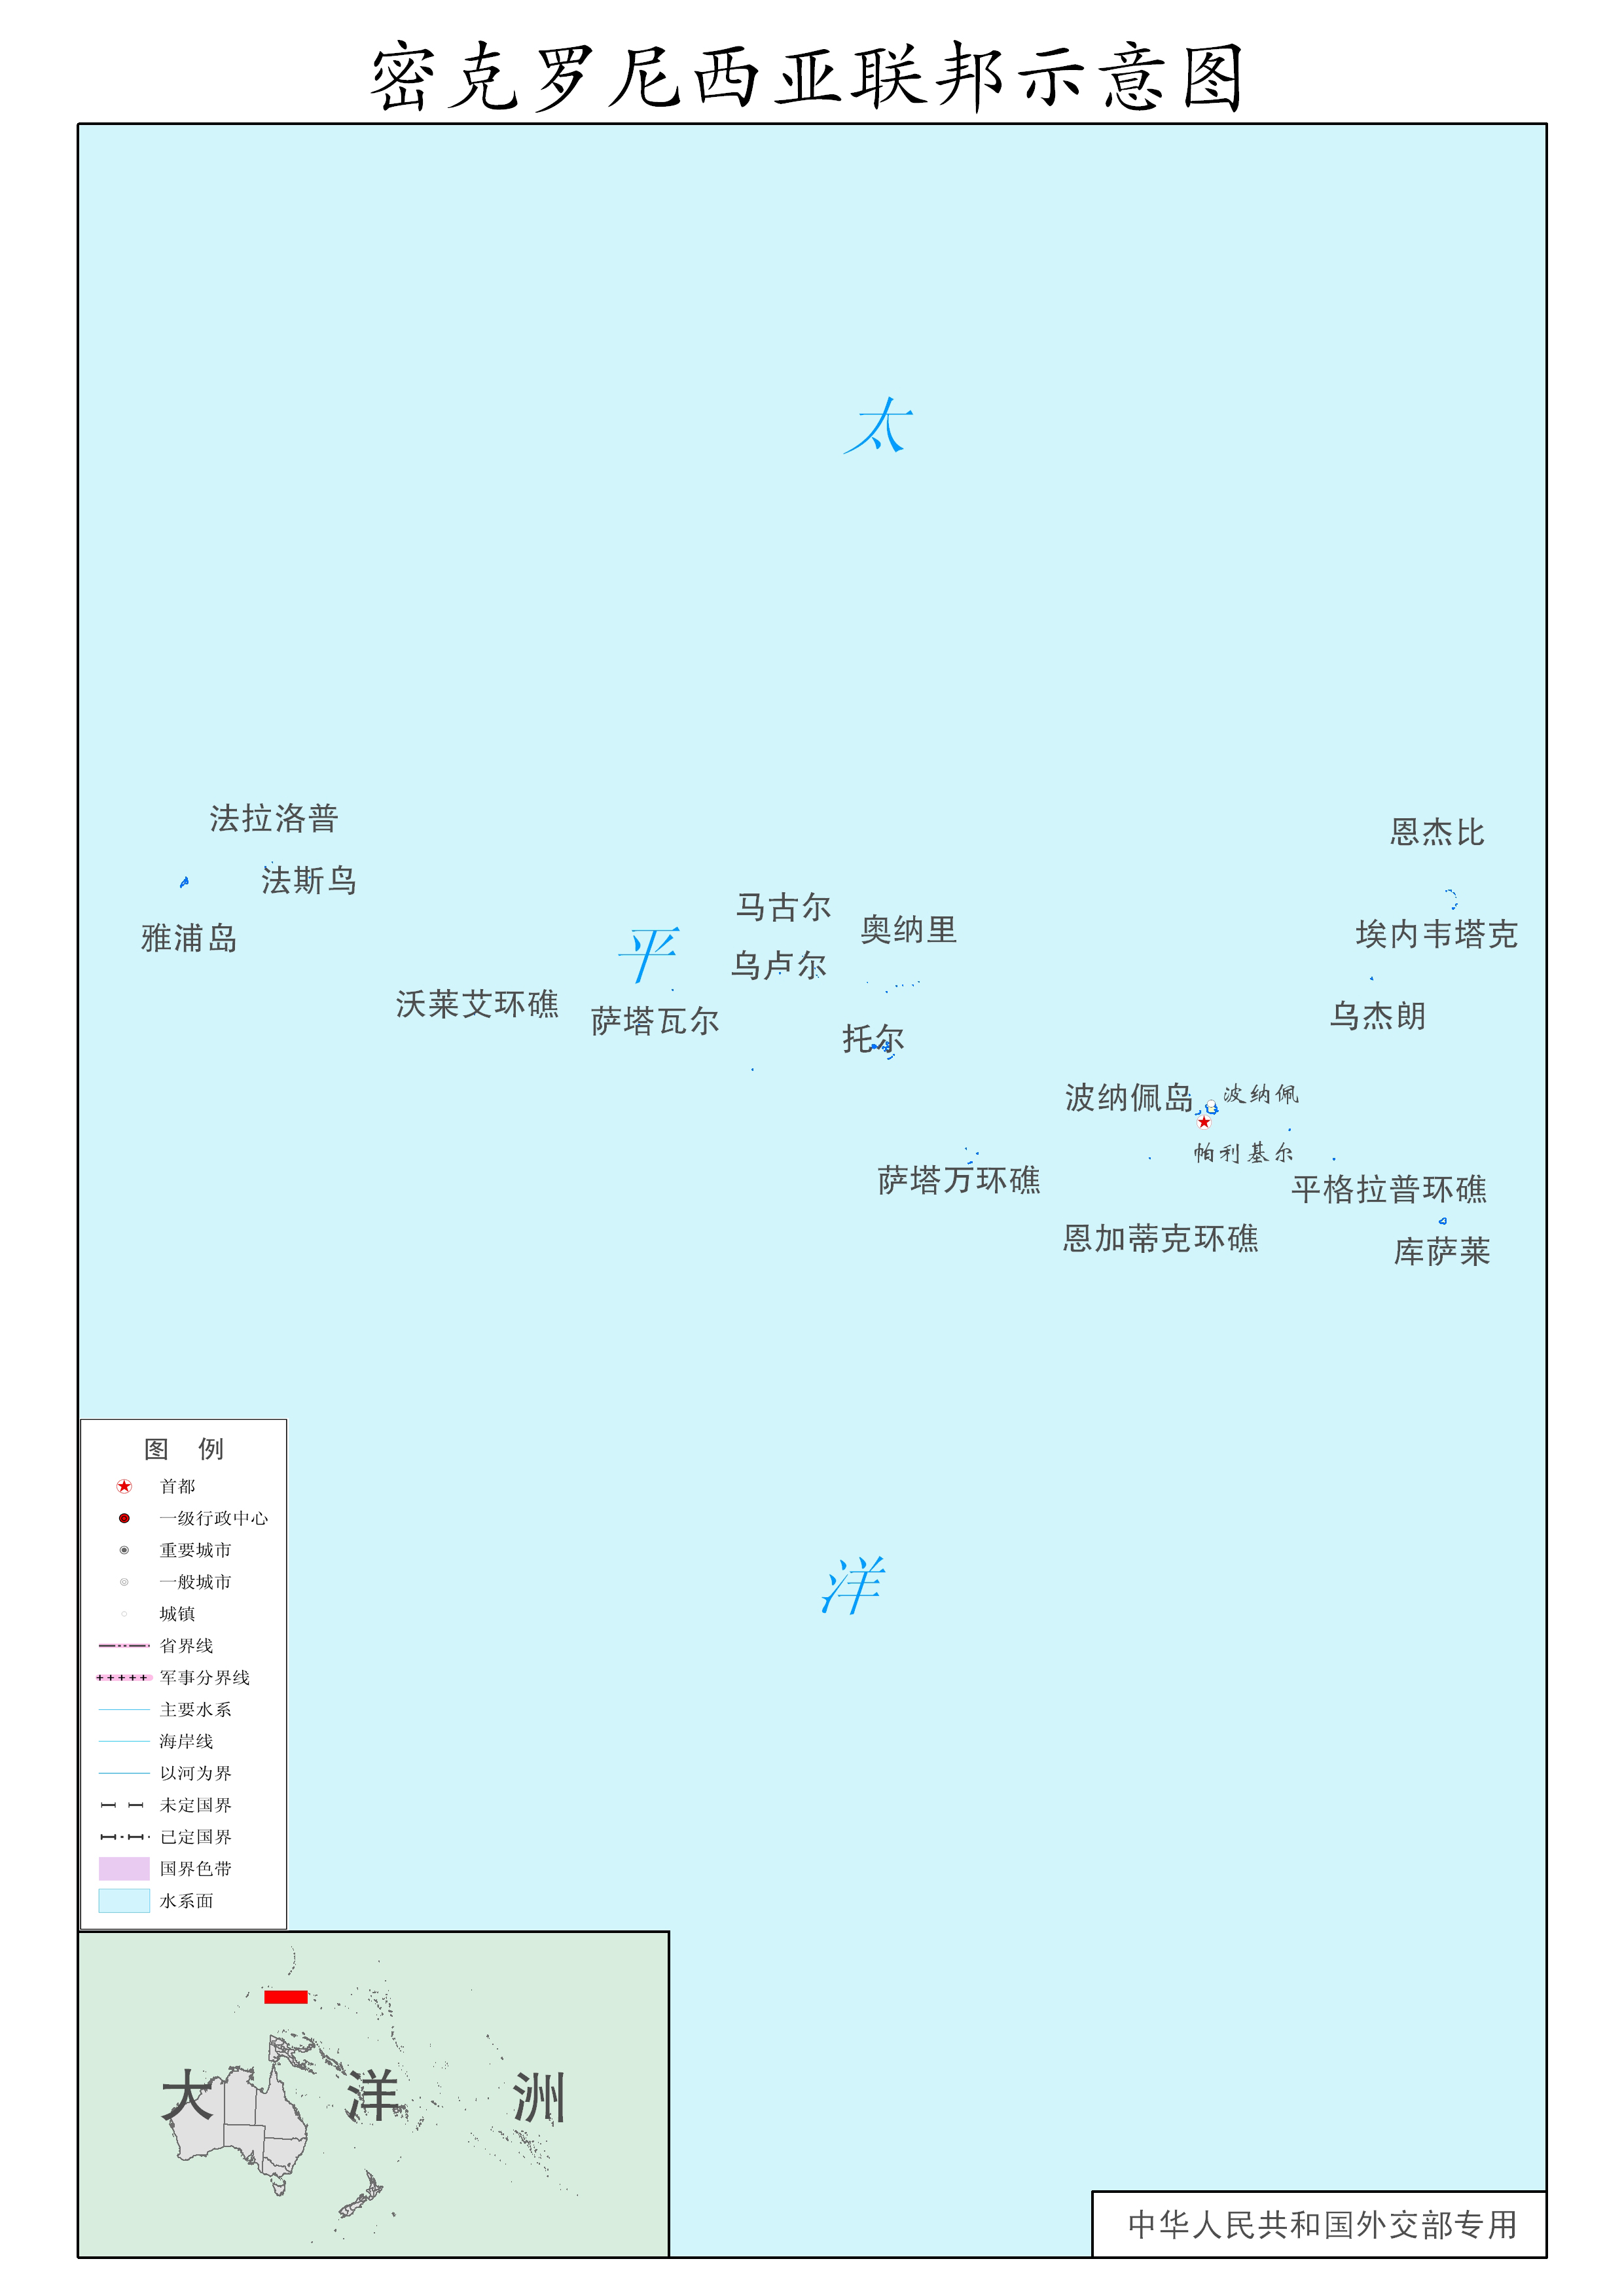 密克罗尼西亚联邦示意图
太
法拉洛普
恩杰比
法斯鸟
马古尔
奥纳里
雅浦岛
平
埃内韦塔克
乌卢尔
沃莱艾环礁
萨塔瓦尔
乌杰朗
托尔
波纳佩岛
波纳佩
帕利基尔
萨塔万环礁
平格拉普环礁
恩加蒂克环礁
库萨莱
洋
图 例
首都
一级行政中心
重要城市
一般城市
城镇
省界线
军事分界线
主要水系
海岸线
以河为界
未定国界
已定国界
国界色带
水系面
大 洋 洲
中华人民共和国外交部专用